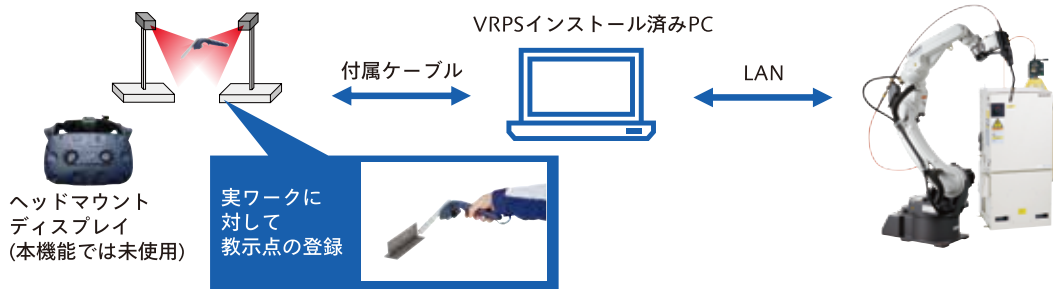 VRPSインストール済みPC
付属ケーブル
LAN
ヘッドマウント
ディスプレイ
(本機能では未使用)
実ワークに
対して
教示点の登録